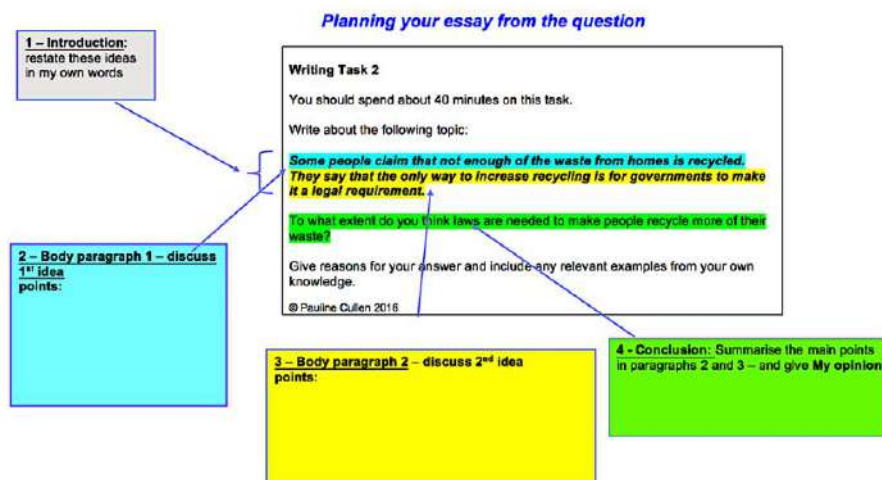 Planning your essay from the question
1 – Introduction:
restate these ideas
in my own words
Writing Task 2
You should spend about 40 minutes on this task.
Write about the following topic:
Some people claim that not enough of the waste from homes is recycled.
They say that the only way to increase recycling is for governments to make
it a legal requirement.
To what extent do you think laws are needed to make people recycle more of their
waste?
Give reasons for your answer and include any relevant examples from your own
knowledge.
© Pauline Cullen 2016
2 – Body paragraph 1 – discuss
1st idea
points:
3 – Body paragraph 2 – discuss 2nd idea
points:
4 - Conclusion: Summarise the main points
in paragraphs 2 and 3 – and give My opinion